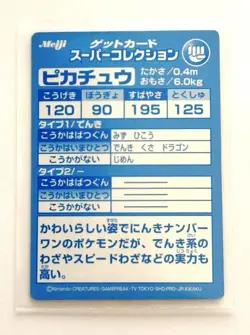 Meiji ゲットカード
スーパーコレクション
ピカチュウ たかさ/0.4m
おもさ/6.0kg
こうげき ぼうぎょ すばやさ とくしゅ
120 90 195 125
タイプ1/でんき
こうかはばつぐん みず ひこう
こうかはいまひとつ でんき くさ ドラゴン
こうかがない じめん
タイプ2/ー
こうかはばつぐん
こうかはいまひとつ
こうかがない
かわいらしい姿でにんきナンバー
ワンのポケモンだが、でんき系の
わざやスピードわざなどの実力も
高い。
©Nintendo・CREATURES・GAMEFREAK・TV TOKYO・SHO-PRO・JR KIKAKU